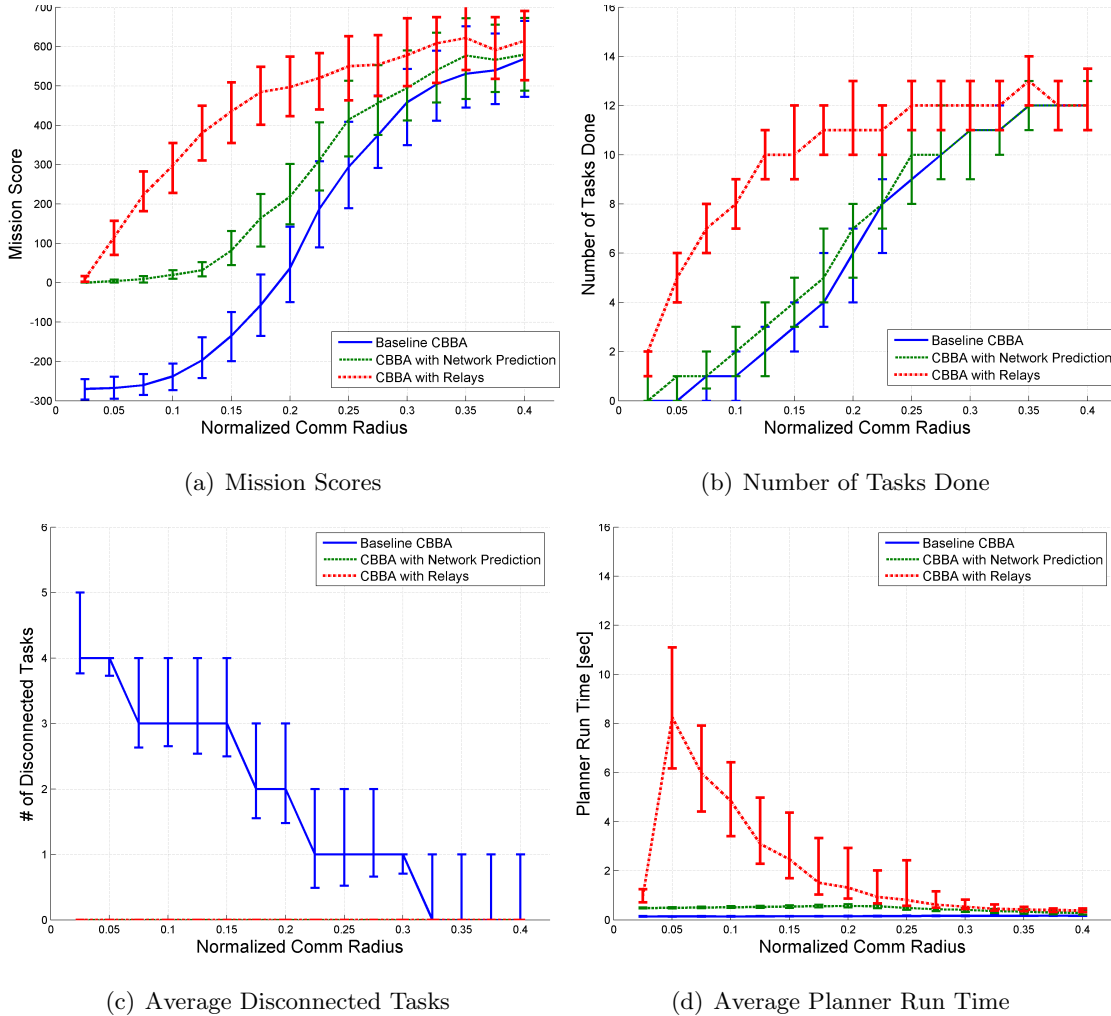 700
600
500
400
300
200
100
0
-100
-200
-300
Mission Score
0 0.05 0.1 0.15 0.2 0.25 0.3 0.35 0.4
Normalized Comm Radius
Baseline CBBA
CBBA with Network Prediction
CBBA with Relays
(a) Mission Scores
16
14
12
10
8
6
4
2
0
Number of Tasks Done
0 0.05 0.1 0.15 0.2 0.25 0.3 0.35 0.4
Normalized Comm Radius
Baseline CBBA
CBBA with Network Prediction
CBBA with Relays
(b) Number of Tasks Done
6
5
4
3
2
1
0
# of Disconnected Tasks
0 0.05 0.1 0.15 0.2 0.25 0.3 0.35 0.4
Normalized Comm Radius
Baseline CBBA
CBBA with Network Prediction
CBBA with Relays
(c) Average Disconnected Tasks
16
14
12
10
8
6
4
2
0
Planner Run Time [sec]
0 0.05 0.1 0.15 0.2 0.25 0.3 0.35 0.4
Normalized Comm Radius
Baseline CBBA
CBBA with Network Prediction
CBBA with Relays
(d) Average Planner Run Time